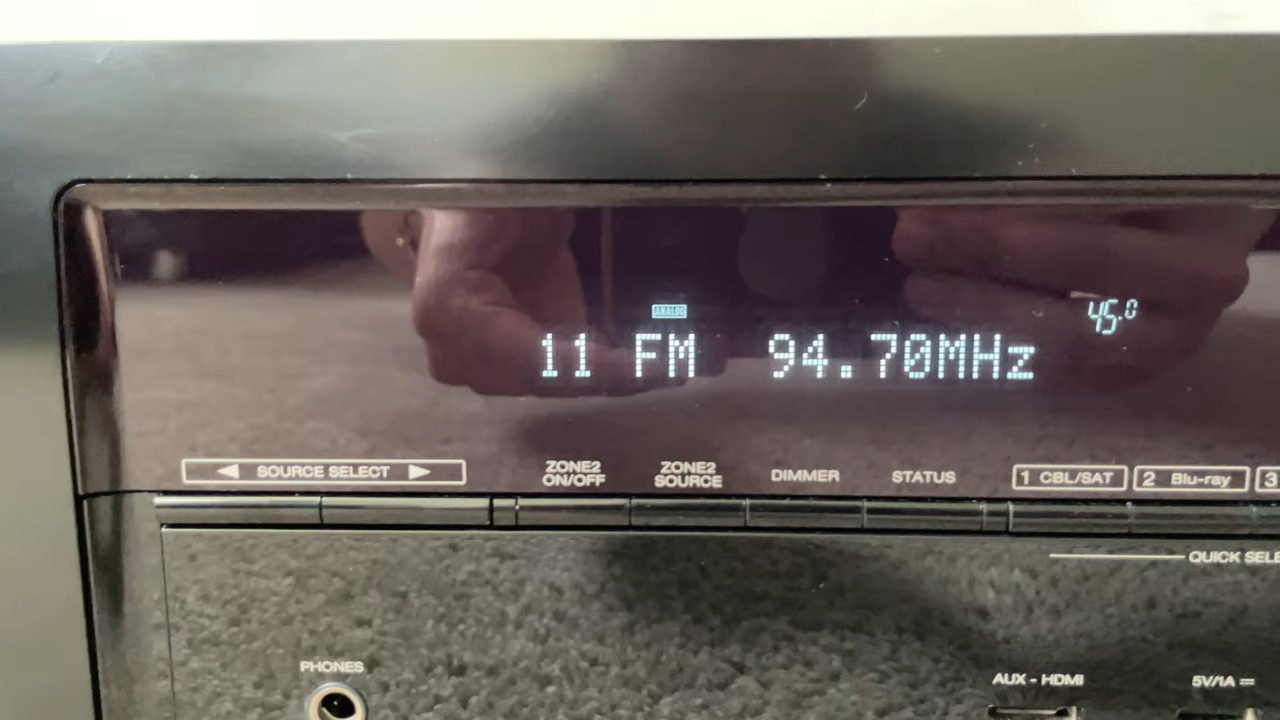 ANALOG
45.0
11 FM 94.70MHz
SOURCE SELECT
ZONE2
ON/OFF
ZONE2
SOURCE
DIMMER
STATUS
1 CBL/SAT
2 Blu-ray
3
QUICK SELE
PHONES
AUX - HDMI
5V/1A